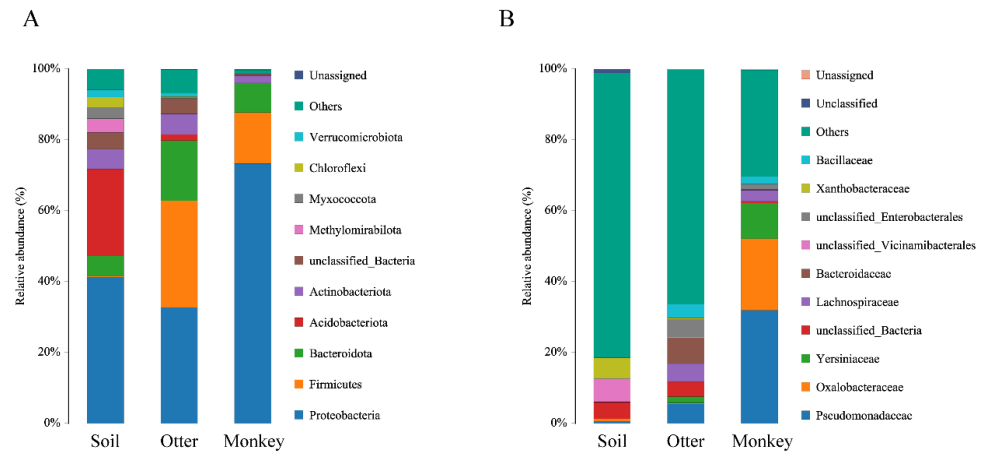 A
Relative abundance (%)
100%
80%
60%
40%
20%
0%
Soil
Otter
Monkey
Unassigned
Others
Verrucomicrobiota
Chloroflexi
Myxococcota
Methylomirabilota
unclassified_Bacteria
Actinobacteriota
Acidobacteriota
Bacteroidota
Firmicutes
Proteobacteria
B
Relative abundance (%)
100%
80%
60%
40%
20%
0%
Soil
Otter
Monkey
Unassigned
Unclassified
Others
Bacillaceae
Xanthobacteraceae
unclassified_Enterobacterales
unclassified_Vicinamibacterales
Bacteroidaceae
Lachnospiraceae
unclassified_Bacteria
Yersiniaceae
Oxalobacteraceae
Pseudomonadaceae